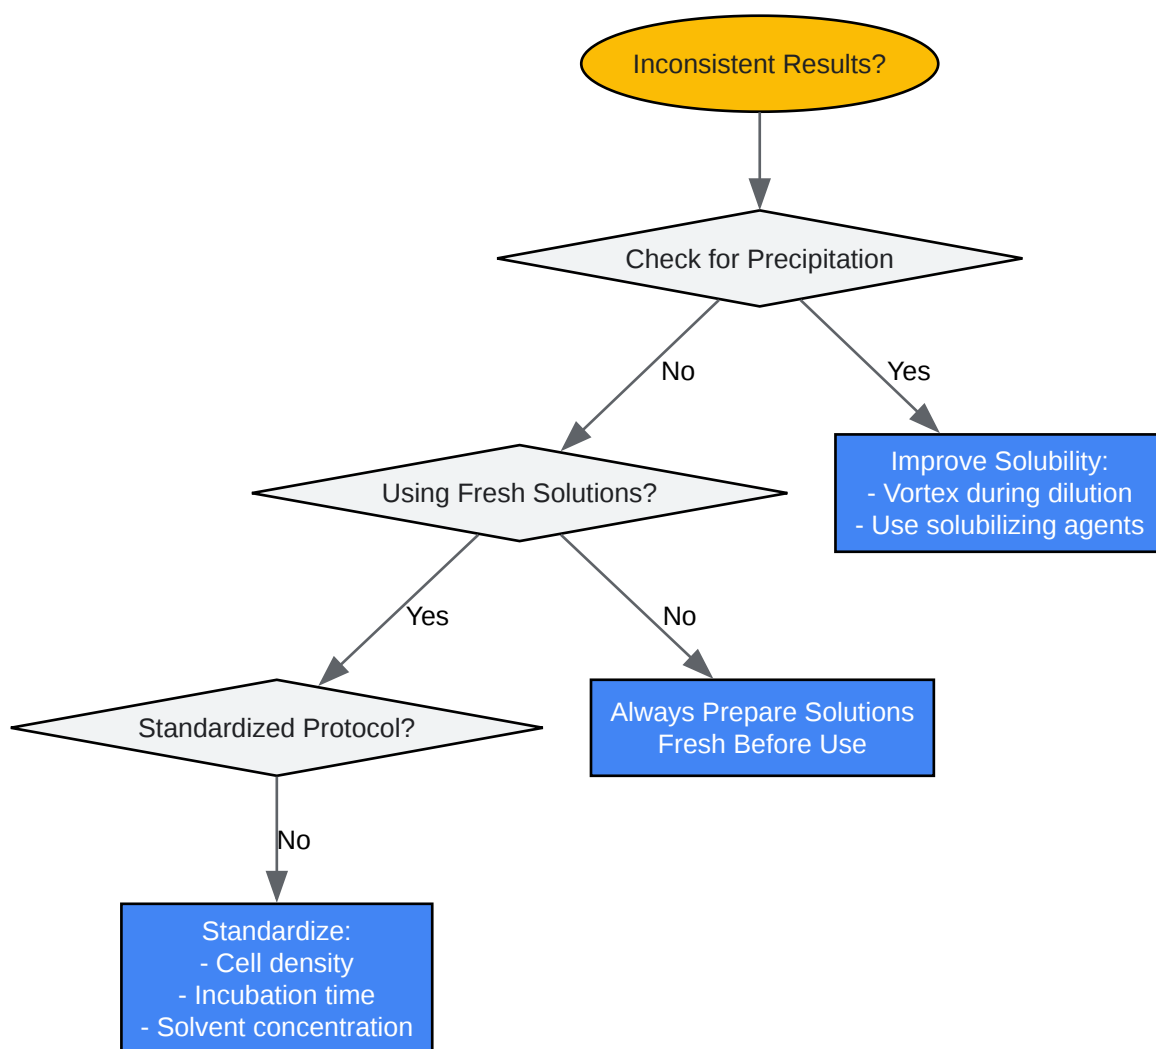 Inconsistent Results?
Check for Precipitation
No
Yes
Improve Solubility:
- Vortex during dilution
- Use solubilizing agents
Using Fresh Solutions?
Yes
No
Always Prepare Solutions
Fresh Before Use
Standardized Protocol?
No
Standardize:
- Cell density
- Incubation time
- Solvent concentration